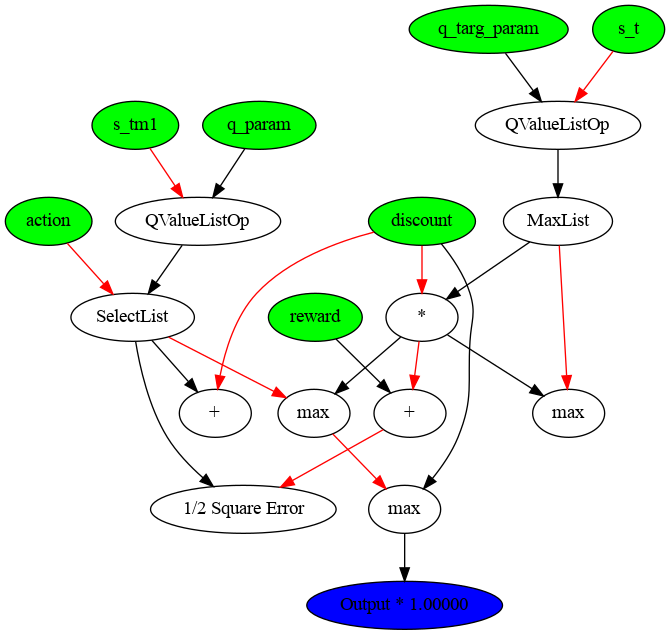 q_targ_param
s_t
s_tm1
q_param
QValueListOp
action
QValueListOp
discount
MaxList
SelectList
reward
*
+
max
+
max
1/2 Square Error
max
Output * 1.00000